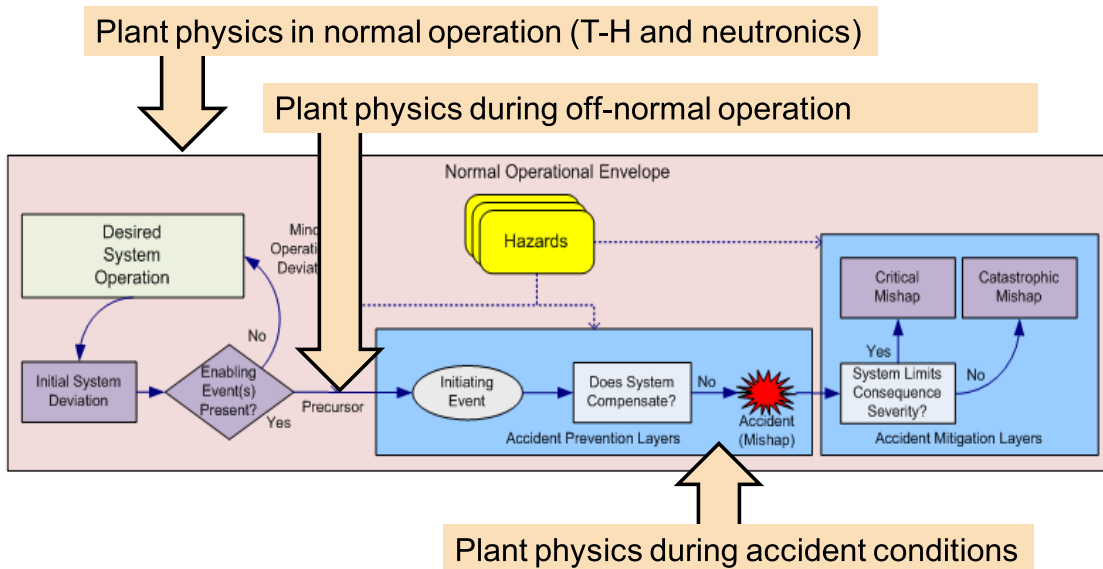 Plant physics in normal operation (T-H and neutronics)
Plant physics during off-normal operation
Normal Operational Envelope
Desired
System
Operation
Hazards
No
Initial System
Deviation
Enabling
Event(s)
Present?
Yes
Precursor
Initiating
Event
Does System
Compensate?
No
Accident
(Mishap)
Accident Prevention Layers
Critical
Mishap
Catastrophic
Mishap
Yes
No
System Limits
Consequence
Severity?
Accident Mitigation Layers
Plant physics during accident conditions